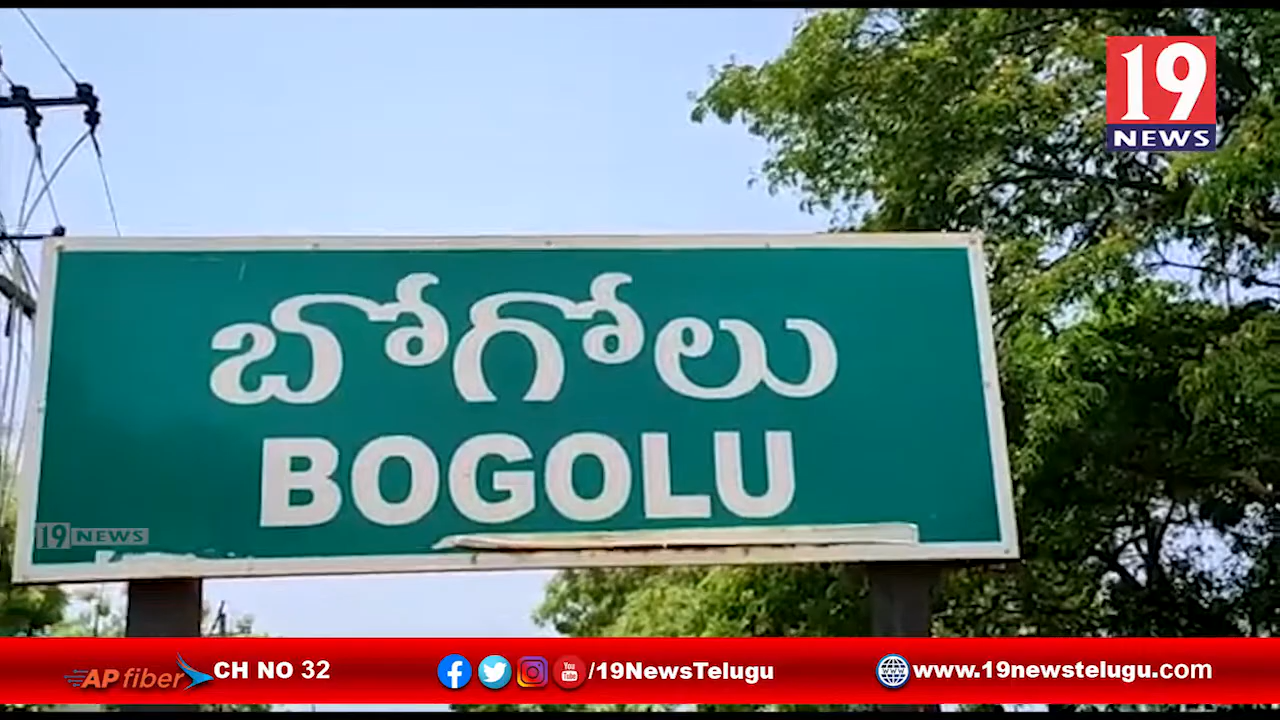 19
NEWS
బోగోలు
BOGOLU
19 NEWS
AP fiber CH NO 32 /19NewsTelugu www.19newstelugu.com